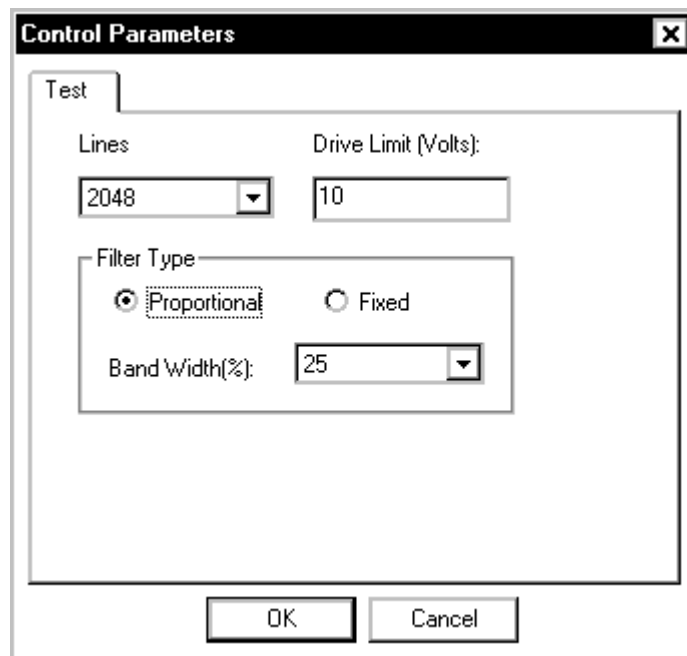 Control Parameters
Test
Lines
Drive Limit (Volts):
2048
10
Filter Type
Proportional
Fixed
Band Width(%):
25
OK
Cancel